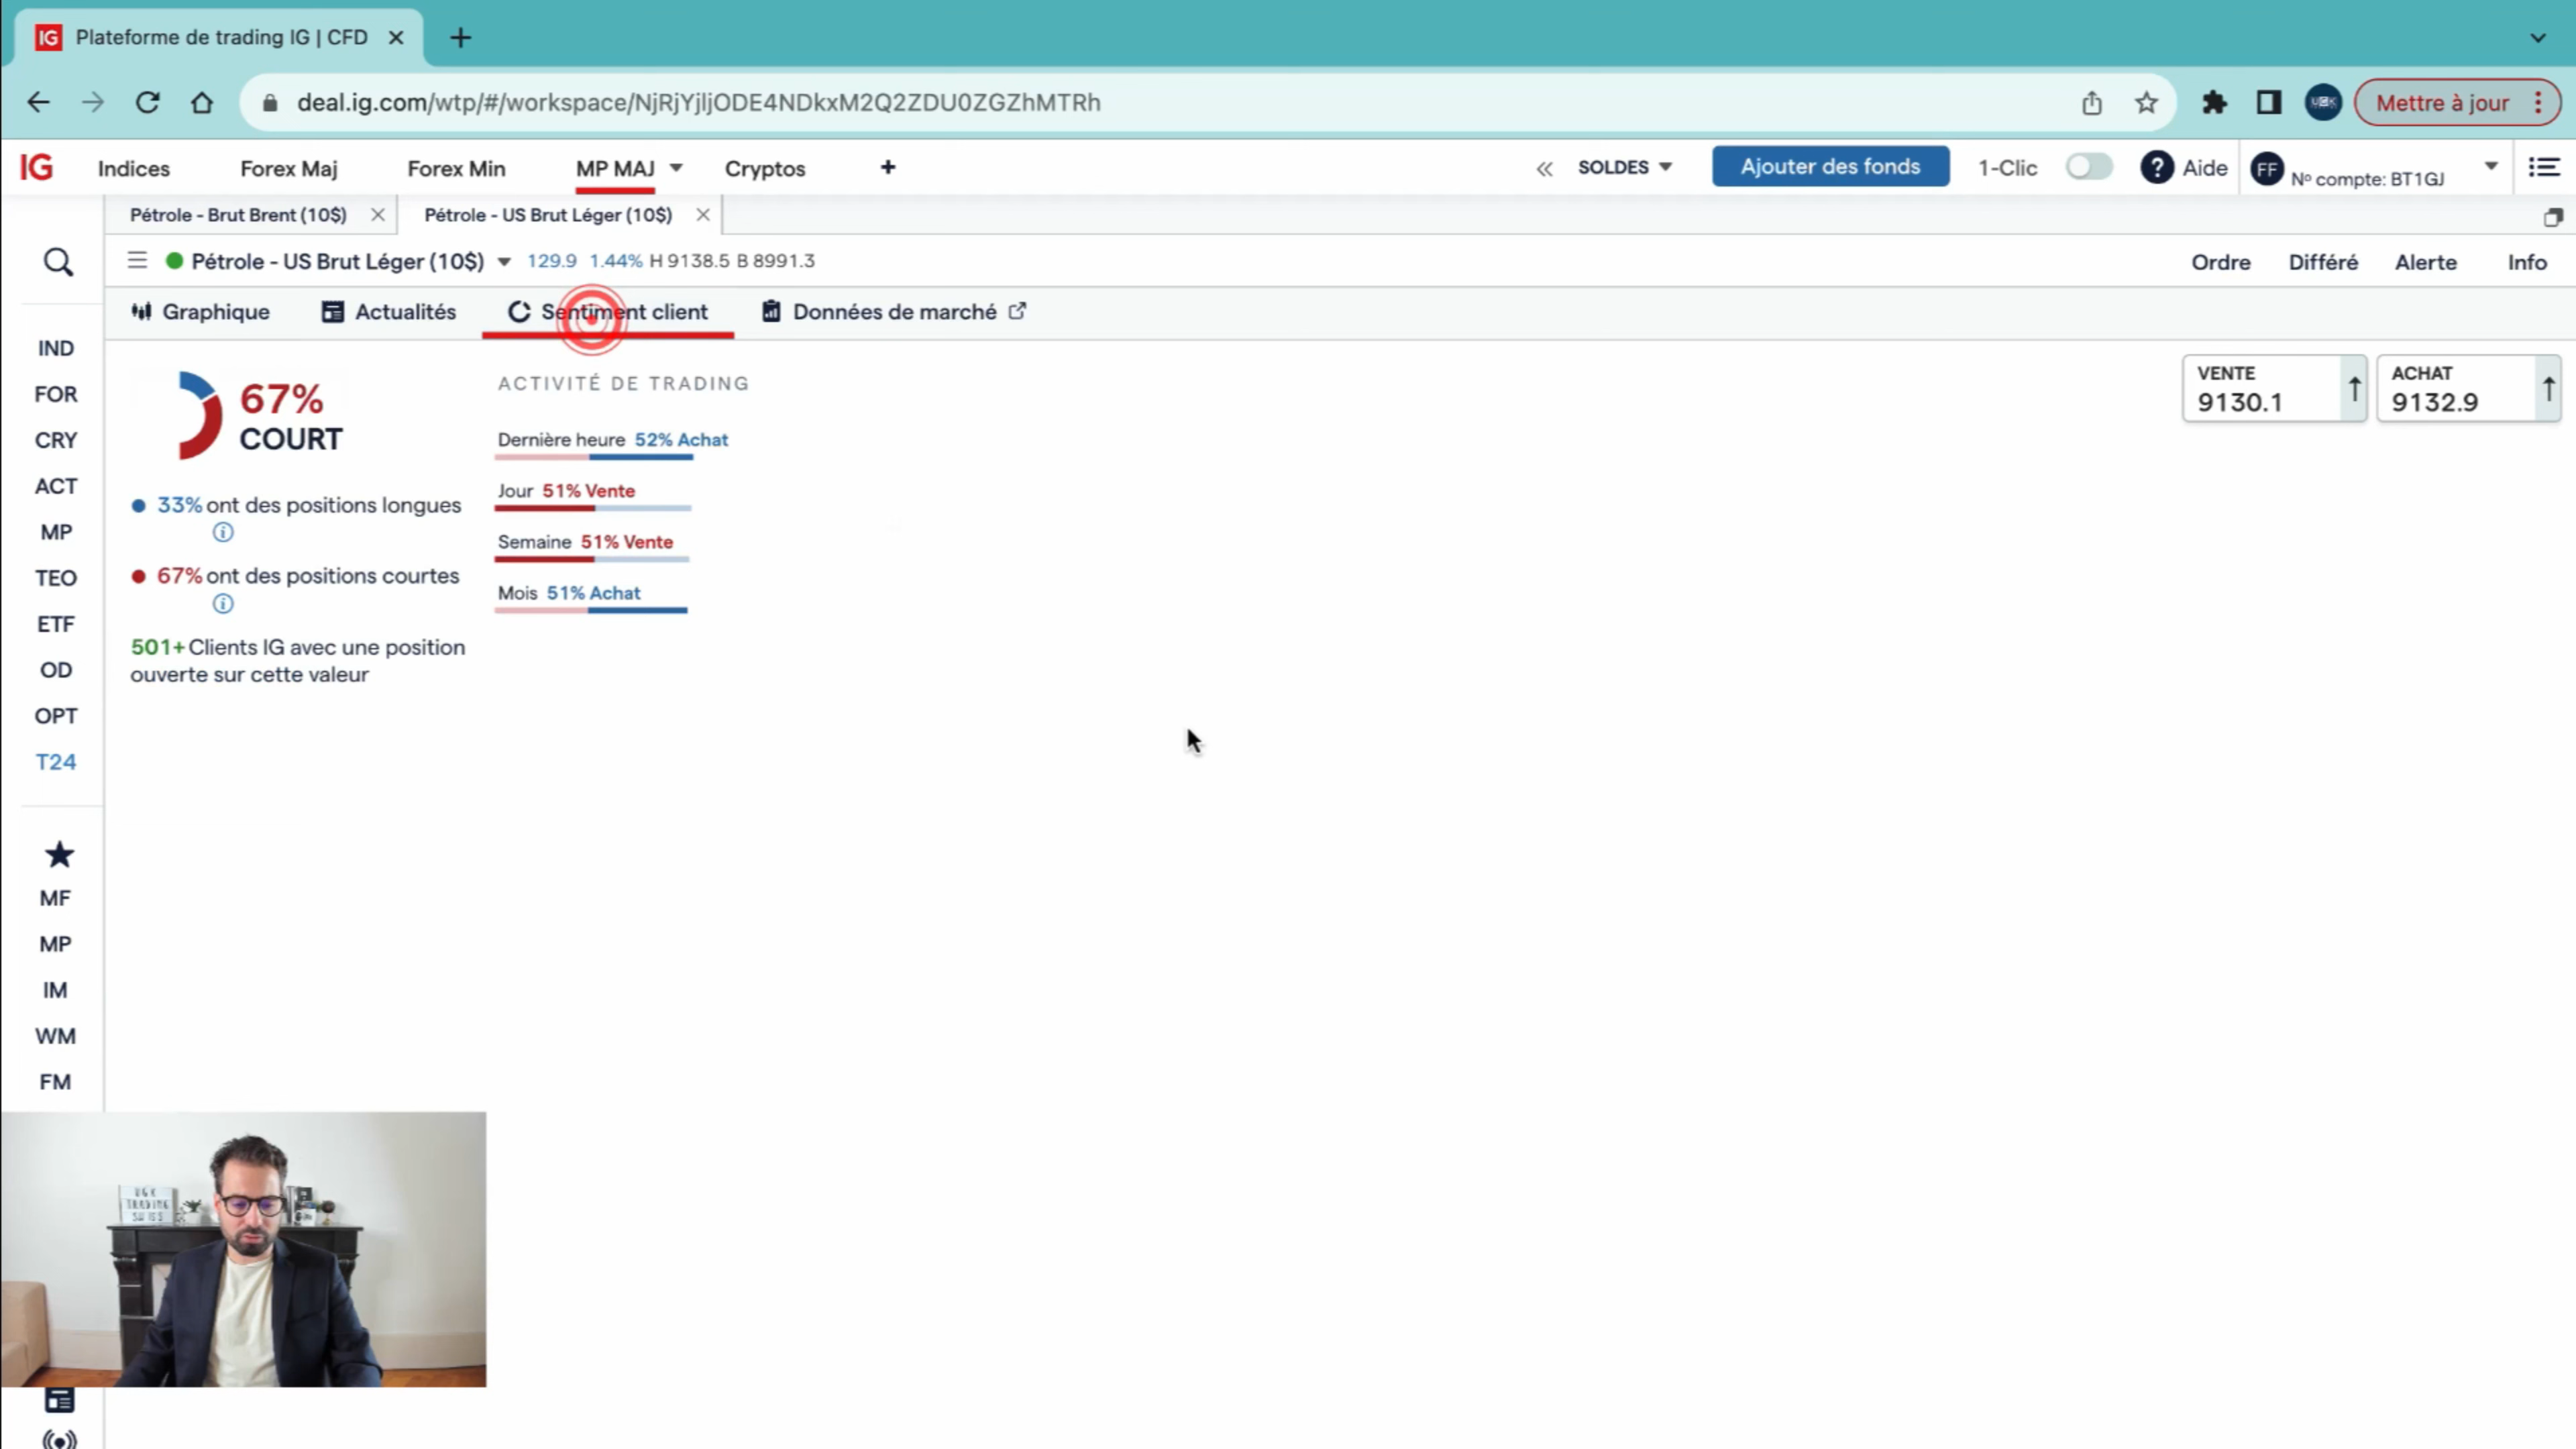 IG Plateforme de trading IG | CFD
deal.ig.com/wtp/#/workspace/NjRjYjljODE4NDkxM2Q2ZDU0ZGZhMTRh
Mettre à jour
IG Indices Forex Maj Forex Min MP MAJ Cryptos +
SOLDES Ajouter des fonds 1-Clic ? Aide FF Nº compte: BT1GJ
Pétrole - Brut Brent (10$) Pétrole - US Brut Léger (10$)
Pétrole - US Brut Léger (10$) 129.9 1.44% H 9138.5 B 8991.3
Ordre Différé Alerte Info
Graphique Actualités Sentiment client Données de marché
IND
FOR
CRY
ACT
MP
TEO
ETF
OD
OPT
T24
MF
MP
IM
WM
FM
67%
COURT
33% ont des positions longues
67% ont des positions courtes
501+ Clients IG avec une position
ouverte sur cette valeur
ACTIVITÉ DE TRADING
Dernière heure 52% Achat
Jour 51% Vente
Semaine 51% Vente
Mois 51% Achat
VENTE
9130.1
ACHAT
9132.9
UGK
TRADING
SWISS